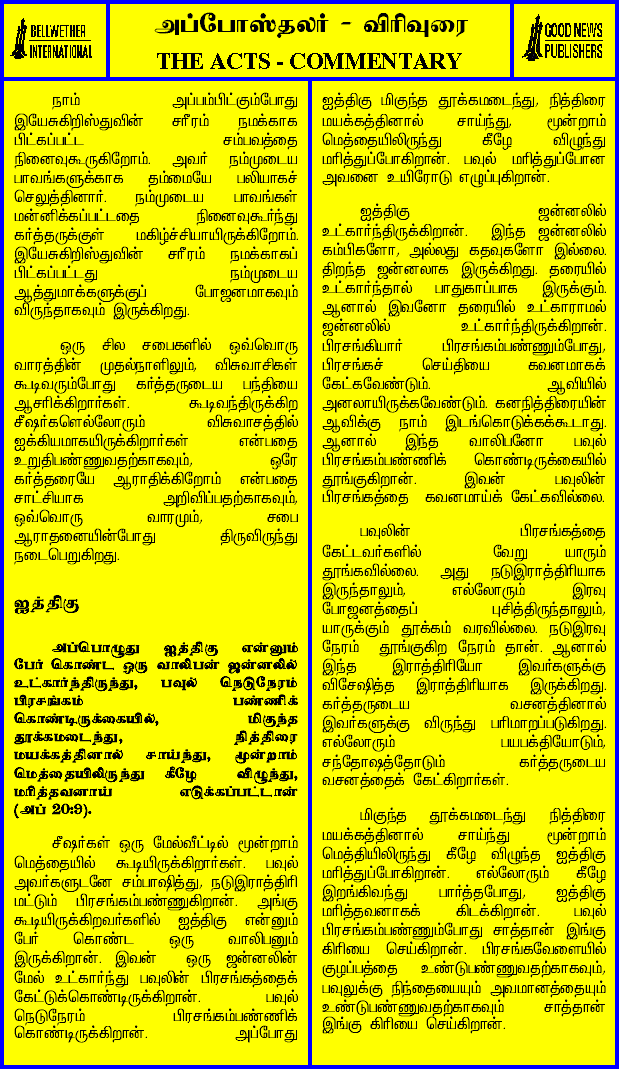 BELLWETHER
INTERNATIONAL
அப்போஸ்தலர் - விரிவுரை
THE ACTS - COMMENTARY
GOOD NEWS
PUBLISHERS
நாம் அப்பம்பிட்கும்போது
இயேசுகிறிஸ்துவின் சரீரம் நமக்காக
பிட்கப்பட்ட சம்பவத்தை
நினைவுகூருகிறோம். அவர் நம்முடைய
பாவங்களுக்காக தம்மையே பலியாகச்
செலுத்தினார். நம்முடைய பாவங்கள்
மன்னிக்கப்பட்டதை நினைவுகூர்ந்து
கர்த்தருக்குள் மகிழ்ச்சியாயிருக்கிறோம்.
இயேசுகிறிஸ்துவின் சரீரம் நமக்காகப்
பிட்கப்பட்டது நம்முடைய
ஆத்துமாக்களுக்குப் போஜனமாகவும்
விருந்தாகவும் இருக்கிறது.
ஒரு சில சபைகளில் ஒவ்வொரு
வாரத்தின் முதல்நாளிலும், விசுவாசிகள்
கூடிவரும்போது கர்த்தருடைய பந்தியை
ஆசரிக்கிறார்கள். கூடிவந்திருக்கிற
சீஷர்களெல்லோரும் விசுவாசத்தில்
ஐக்கியமாகயிருக்கிறார்கள் என்பதை
உறுதிபண்ணுவதற்காகவும், ஒரே
கர்த்தரையே ஆராதிக்கிறோம் என்பதை
சாட்சியாக அறிவிப்பதற்காகவும்,
ஒவ்வொரு வாரமும், சபை
ஆராதனையின்போது திருவிருந்து
நடைபெறுகிறது.
ஐத்திகு
அப்பொழுது ஐத்திகு என்னும்
பேர் கொண்ட ஒரு வாலிபன் ஜன்னலில்
உட்கார்ந்திருந்து, பவுல் நெடுநேரம்
பிரசங்கம் பண்ணிக்
கொண்டிருக்கையில், மிகுந்த
தூக்கமடைந்து, நித்திரை
மயக்கத்தினால் சாய்ந்து, மூன்றாம்
மெத்தையிலிருந்து கீழே விழுந்து,
மரித்தவனாய் எடுக்கப்பட்டான்
(அப் 20:9).
சீஷர்கள் ஒரு மேல்வீட்டில் மூன்றாம்
மெத்தையில் கூடியிருக்கிறார்கள். பவுல்
அவர்களுடனே சம்பாஷித்து, நடுஇராத்திரி
மட்டும் பிரசங்கம்பண்ணுகிறான். அங்கு
கூடியிருக்கிறவர்களில் ஐத்திகு என்னும்
பேர் கொண்ட ஒரு வாலிபனும்
இருக்கிறான். இவன் ஒரு ஜன்னலின்
மேல் உட்கார்ந்து பவுலின் பிரசங்கத்தைக்
கேட்டுக்கொண்டிருக்கிறான். பவுல்
நெடுநேரம் பிரசங்கம்பண்ணிக்
கொண்டிருக்கிறான். அப்போது
ஐத்திகு மிகுந்த தூக்கமடைந்து, நித்திரை
மயக்கத்தினால் சாய்ந்து, மூன்றாம்
மெத்தையிலிருந்து கீழே விழுந்து
மரித்துப்போகிறான். பவுல் மரித்துப்போன
அவனை உயிரோடு எழுப்புகிறான்.
ஐத்திகு ஜன்னலில்
உட்கார்ந்திருக்கிறான். இந்த ஜன்னலில்
கம்பிகளோ, அல்லது கதவுகளோ இல்லை.
திறந்த ஜன்னலாக இருக்கிறது. தரையில்
உட்கார்ந்தால் பாதுகாப்பாக இருக்கும்.
ஆனால் இவனோ தரையில் உட்காராமல்
ஜன்னலில் உட்கார்ந்திருக்கிறான்.
பிரசங்கியார் பிரசங்கம்பண்ணும்போது,
பிரசங்கச் செய்தியை கவனமாகக்
கேட்கவேண்டும். ஆவியில்
அனலாயிருக்கவேண்டும். கனநித்திரையின்
ஆவிக்கு நாம் இடங்கொடுக்கக்கூடாது.
ஆனால் இந்த வாலிபனோ பவுல்
பிரசங்கம்பண்ணிக் கொண்டிருக்கையில்
தூங்குகிறான். இவன் பவுலின்
பிரசங்கத்தை கவனமாய்க் கேட்கவில்லை.
பவுலின் பிரசங்கத்தை
கேட்டவர்களில் வேறு யாரும்
தூங்கவில்லை. அது நடுஇராத்திரியாக
இருந்தாலும், எல்லோரும் இரவு
போஜனத்தைப் புசித்திருந்தாலும்,
யாருக்கும் தூக்கம் வரவில்லை. நடுஇரவு
நேரம் தூங்குகிற நேரம் தான். ஆனால்
இந்த இராத்திரியோ இவர்களுக்கு
விசேஷித்த இராத்திரியாக இருக்கிறது.
கர்த்தருடைய வசனத்தினால்
இவர்களுக்கு விருந்து பரிமாறப்படுகிறது.
எல்லோரும் பயபக்தியோடும்,
சந்தோஷத்தோடும் கர்த்தருடைய
வசனத்தைக் கேட்கிறார்கள்.
மிகுந்த தூக்கமடைந்து நித்திரை
மயக்கத்தினால் சாய்ந்து மூன்றாம்
மெத்தியிலிருந்து கீழே விழுந்த ஐத்திகு
மரித்துப்போகிறான். எல்லோரும் கீழே
இறங்கிவந்து பார்த்தபோது, ஐத்திகு
மரித்தவனாகக் கிடக்கிறான். பவுல்
பிரசங்கம்பண்ணும்போது சாத்தான் இங்கு
கிரியை செய்கிறான். பிரசங்கவேளையில்
குழப்பத்தை உண்டுபண்ணுவதற்காகவும்,
பவுலுக்கு நிந்தையையும் அவமானத்தையும்
உண்டுபண்ணுவதற்காகவும் சாத்தான்
இங்கு கிரியை செய்கிறான்.